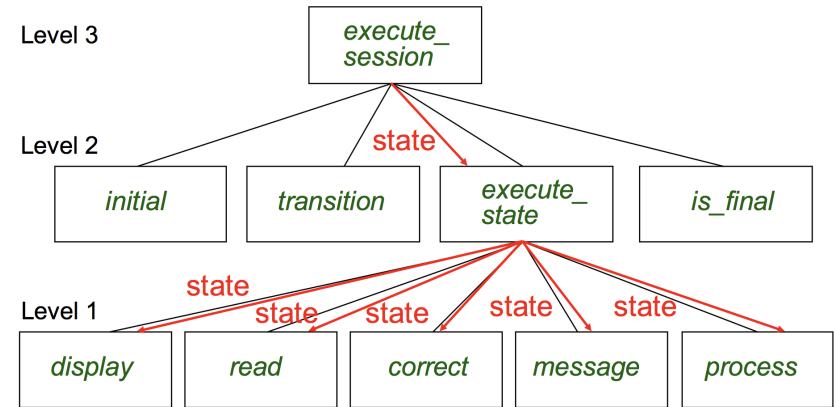 Level 3
execute_
session
Level 2
state
initial
transition
execute_
state
is_final
Level 1
state
state
state
state
state
display
read
correct
message
process